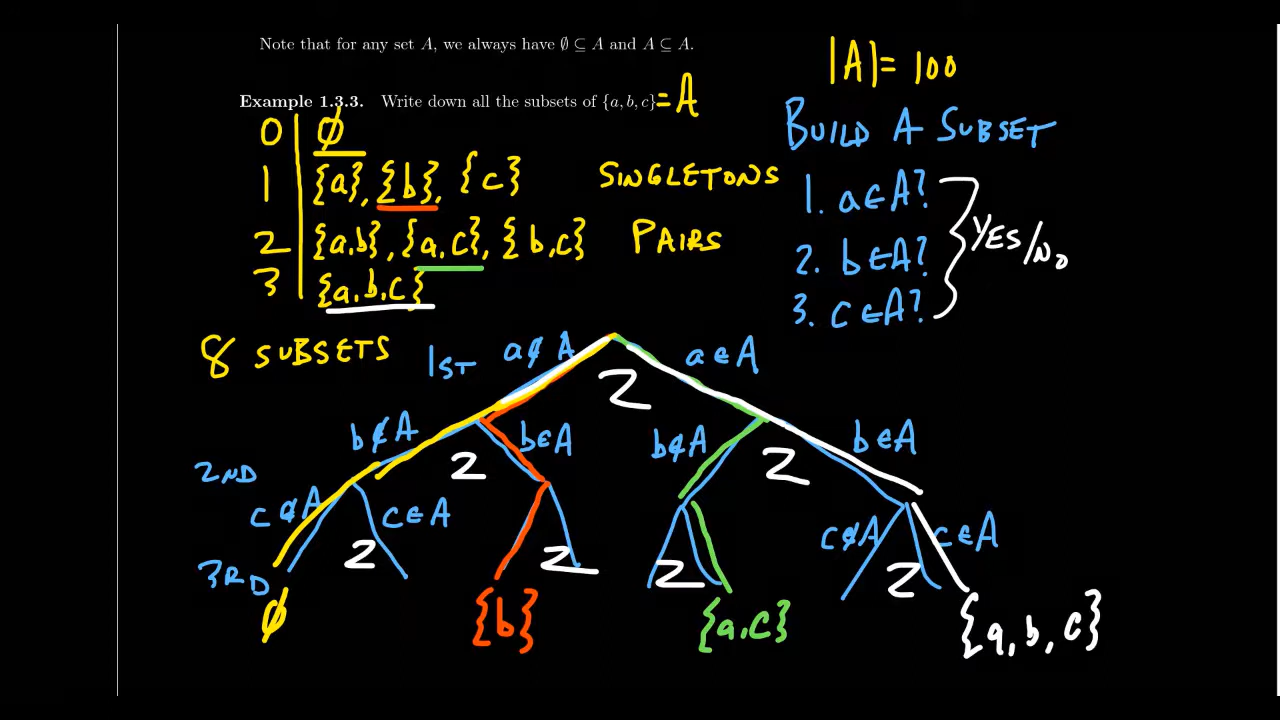 Note that for any set A, we always have ∅ ⊆ A and A ⊆ A.
|A| = 100
Example 1.3.3. Write down all the subsets of {a, b, c} = A
BUILD A SUBSET
0 | ∅
1 | {a}, {b}, {c} SINGLETONS
1. a∈A?
2 | {a,b}, {a,c}, {b,c} PAIRS
2. b∈A?
YES/NO
3 | {a,b,c}
3. c∈A?
8 SUBSETS
1ST a∉A a∈A
2
b∉A b∈A b∉A b∈A
2ND 2 2
c∉A c∈A c∉A c∈A
3RD 2 2 2 2
∅ {b} {a,c} {a,b,c}